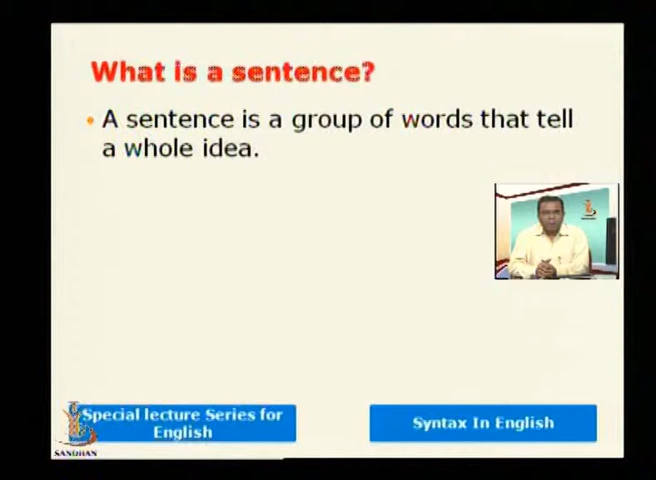 What is a sentence?
• A sentence is a group of words that tell
a whole idea.
Special lecture Series for
English
Syntax In English
SANDHAN